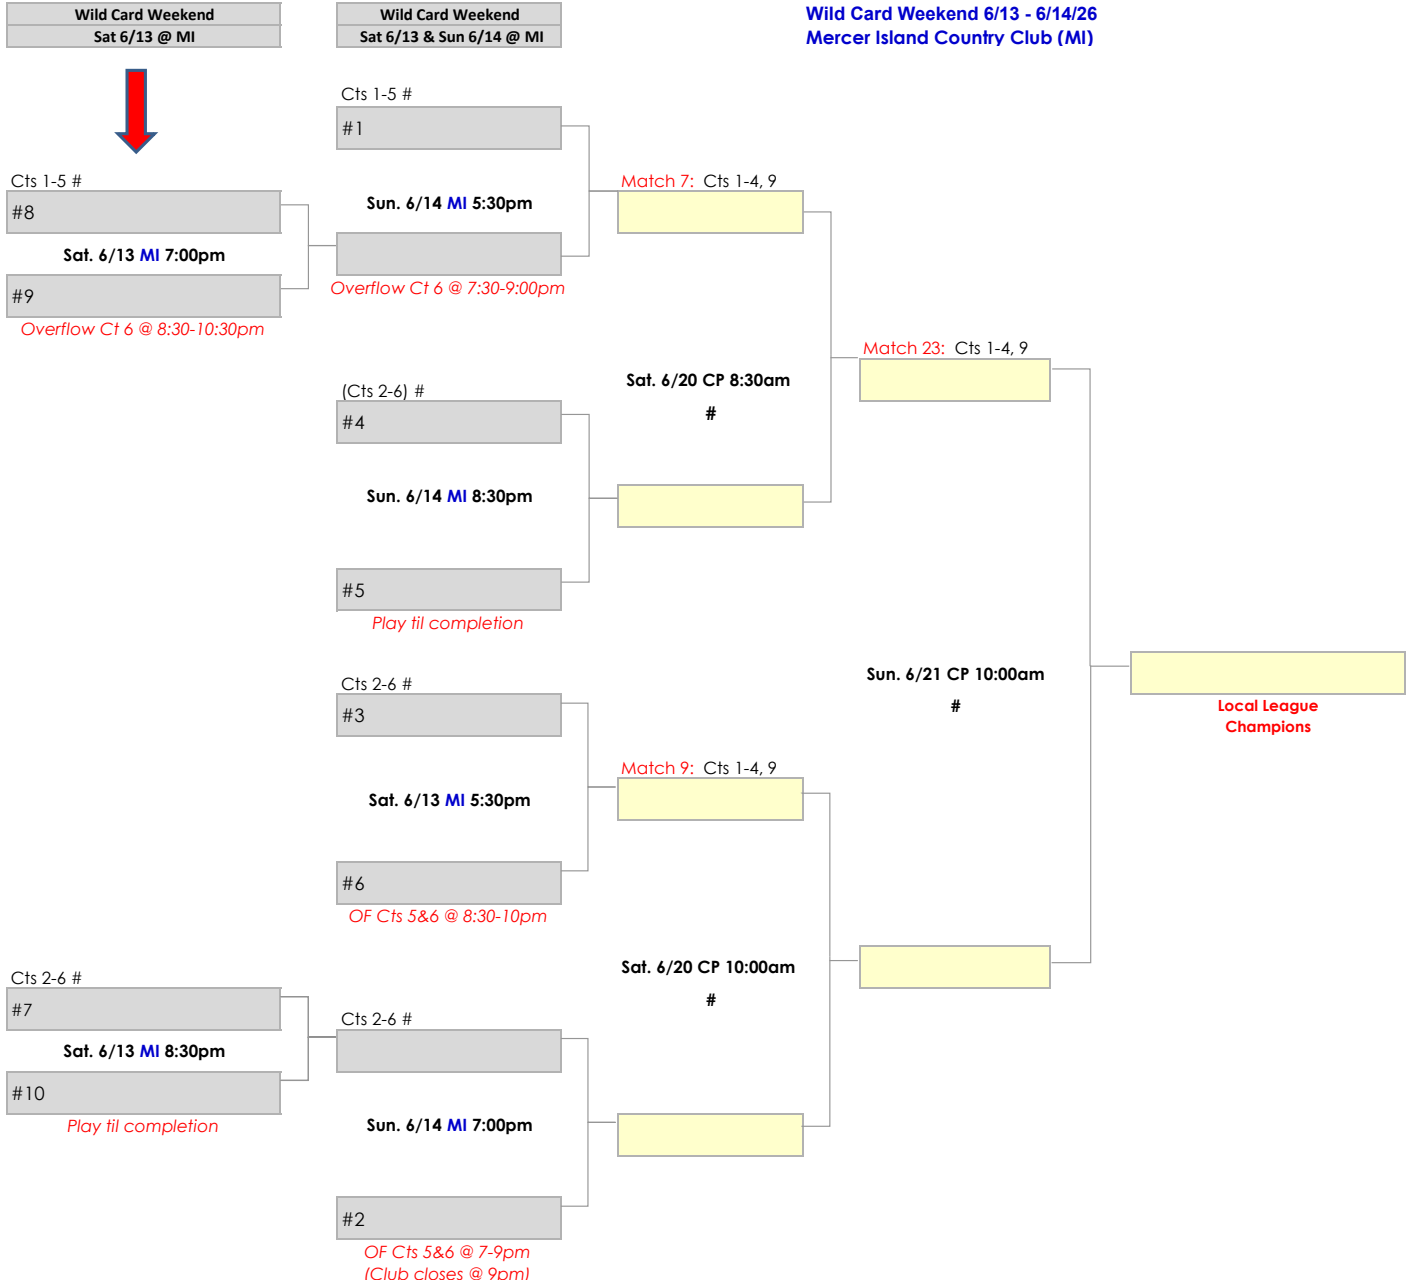 Wild Card Weekend
Sat 6/13 @ MI
Wild Card Weekend
Sat 6/13 & Sun 6/14 @ MI
Wild Card Weekend 6/13 - 6/14/26
Mercer Island Country Club (MI)
Cts 1-5 #
#1
Cts 1-5 #
#8
Sat. 6/13 MI 7:00pm
#9
Overflow Ct 6 @ 8:30-10:30pm
Sun. 6/14 MI 5:30pm
Overflow Ct 6 @ 7:30-9:00pm
Match 7: Cts 1-4, 9
(Cts 2-6) #
#4
Sun. 6/14 MI 8:30pm
#5
Play til completion
Sat. 6/20 CP 8:30am
#
Match 23: Cts 1-4, 9
Cts 2-6 #
#3
Sat. 6/13 MI 5:30pm
#6
OF Cts 5&6 @ 8:30-10pm
Match 9: Cts 1-4, 9
Sun. 6/21 CP 10:00am
#
Local League
Champions
Cts 2-6 #
#7
Sat. 6/13 MI 8:30pm
#10
Play til completion
Cts 2-6 #
Sun. 6/14 MI 7:00pm
#2
OF Cts 5&6 @ 7-9pm
(Club closes @ 9pm)
Sat. 6/20 CP 10:00am
#